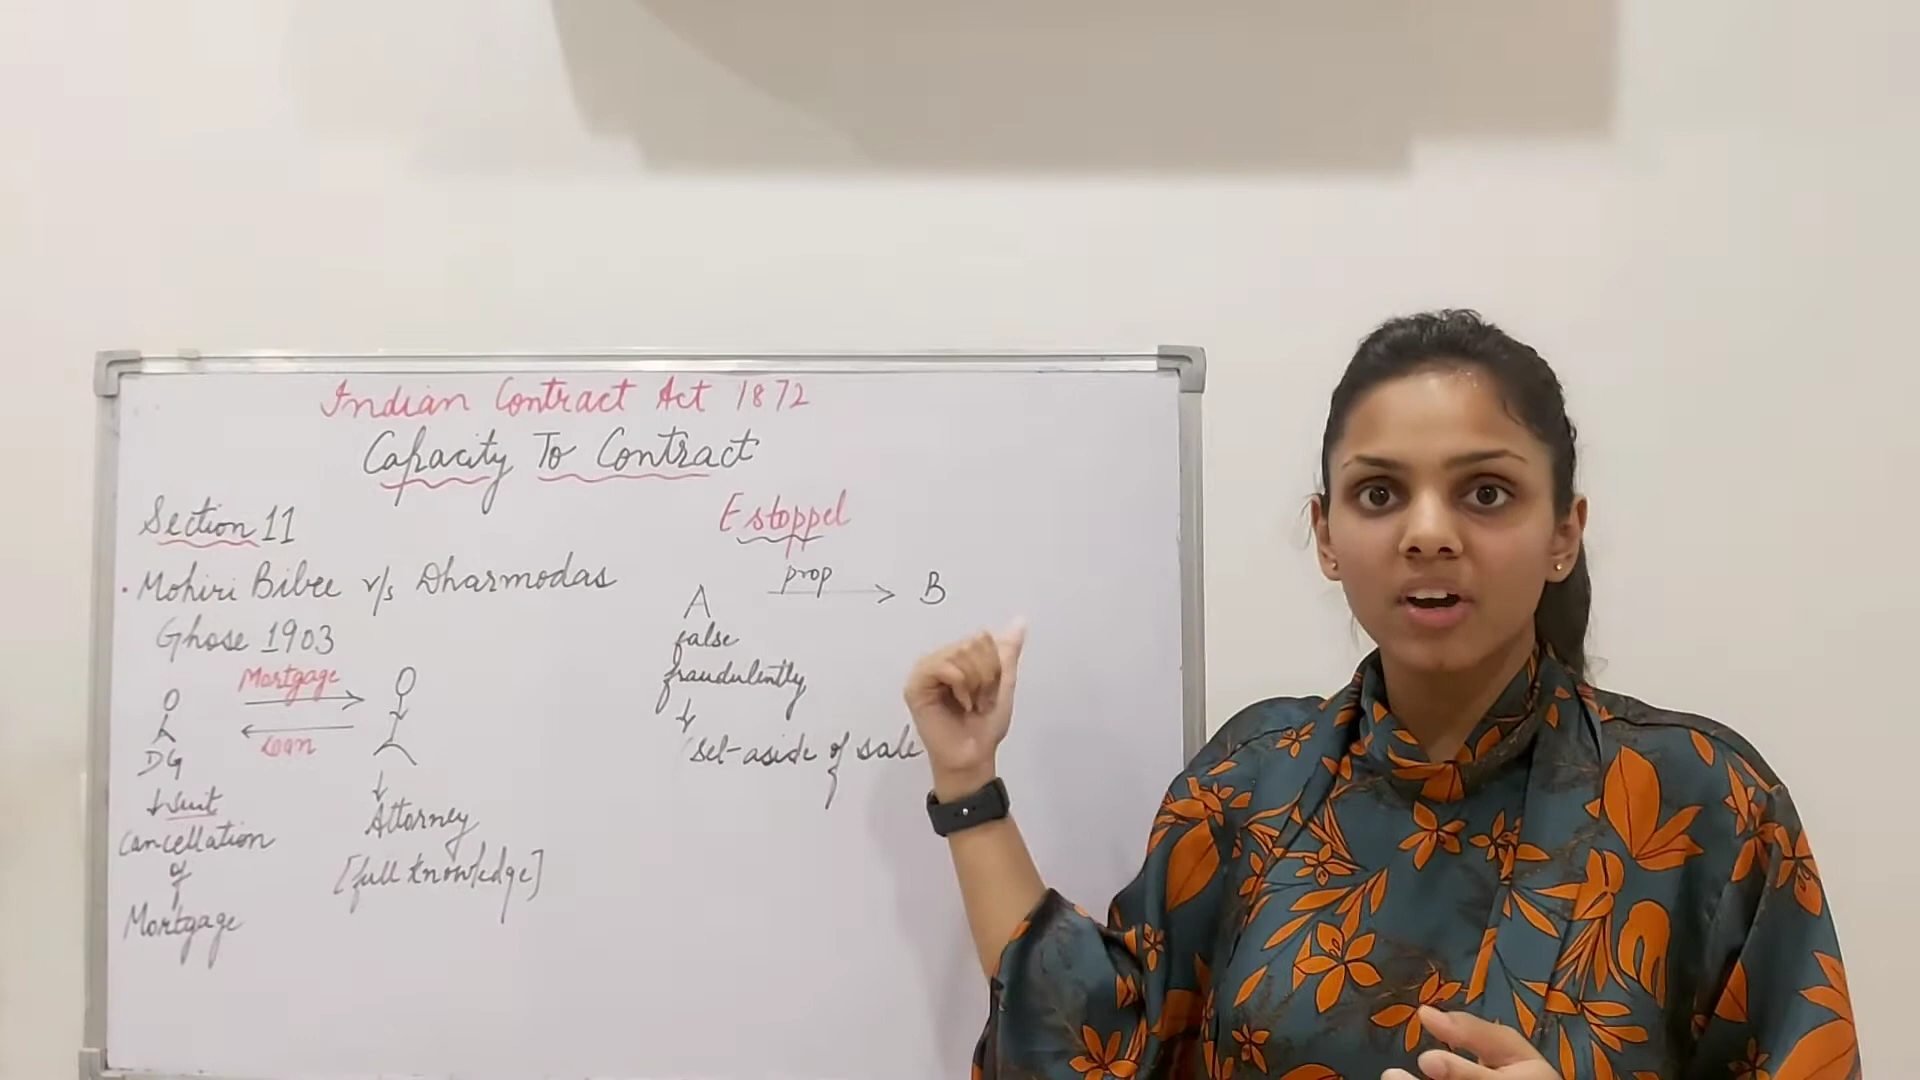 Indian Contract Act 1872
Capacity To Contract
Section 11
• Mohiri Bibee v/s Dharmodas
Ghose 1903
Mortgage
Loan
DG
Suit
Cancellation
of
Mortgage
Attorney
[full knowledge]
Estoppel
A prop B
false
fraudulently
set-aside of sale